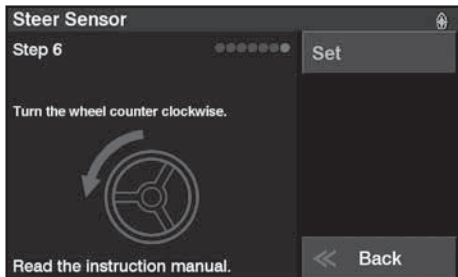 Steer Sensor
Step 6
Set
Turn the wheel counter clockwise.
Read the instruction manual.
Back